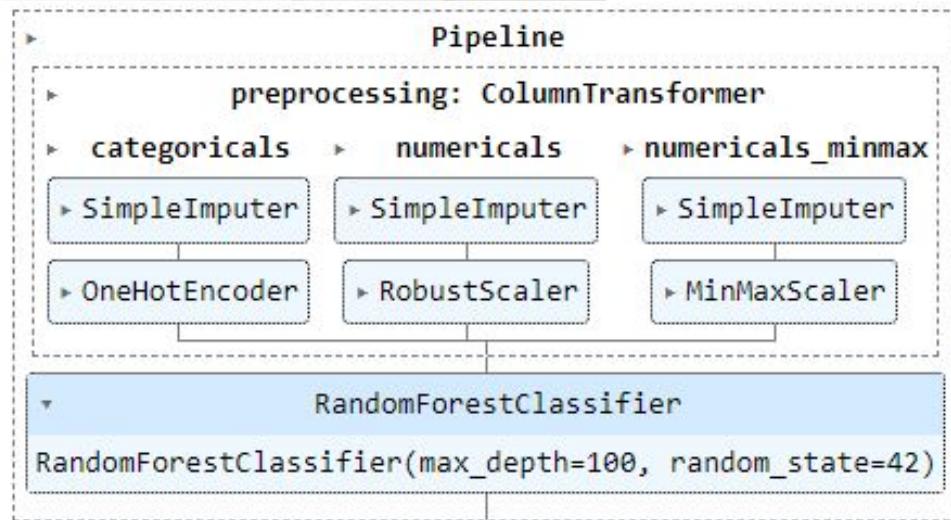 Pipeline
preprocessing: ColumnTransformer
categoricals numericals numericals_minmax
SimpleImputer SimpleImputer SimpleImputer
OneHotEncoder RobustScaler MinMaxScaler
RandomForestClassifier
RandomForestClassifier(max_depth=100, random_state=42)